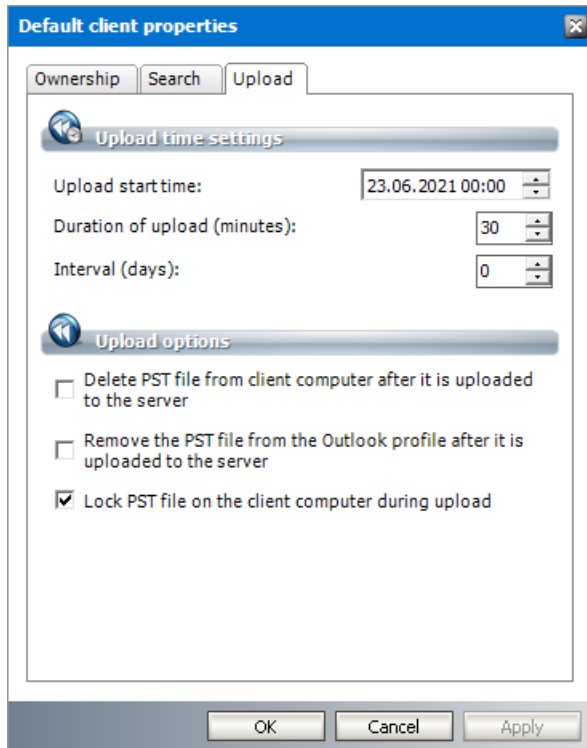 Default client properties
Ownership Search Upload
Upload time settings
Upload start time: 23.06.2021 00:00
Duration of upload (minutes): 30
Interval (days): 0
Upload options
Delete PST file from client computer after it is uploaded
to the server
Remove the PST file from the Outlook profile after it is
uploaded to the server
Lock PST file on the client computer during upload
OK Cancel Apply